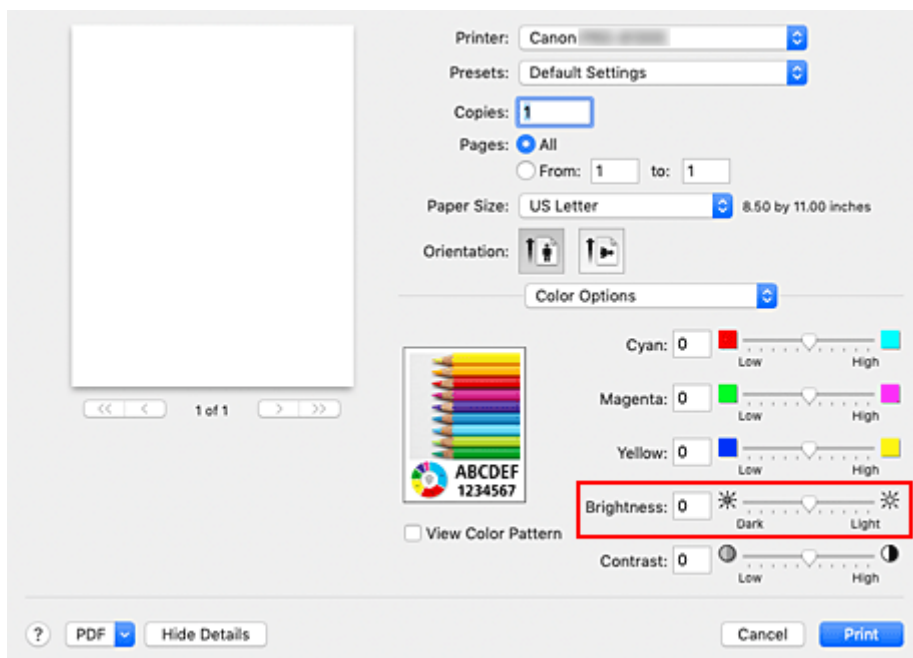 Printer: Canon
Presets: Default Settings
Copies: 1
Pages: All
From: 1 to: 1
Paper Size: US Letter 8.50 by 11.00 inches
Orientation:
Color Options
Cyan: 0
Low High
Magenta: 0
Low High
Yellow: 0
Low High
Brightness: 0
Dark Light
Contrast: 0
Low High
<< < 1 of 1 > >>
ABCDEF
1234567
View Color Pattern
? PDF Hide Details Cancel Print